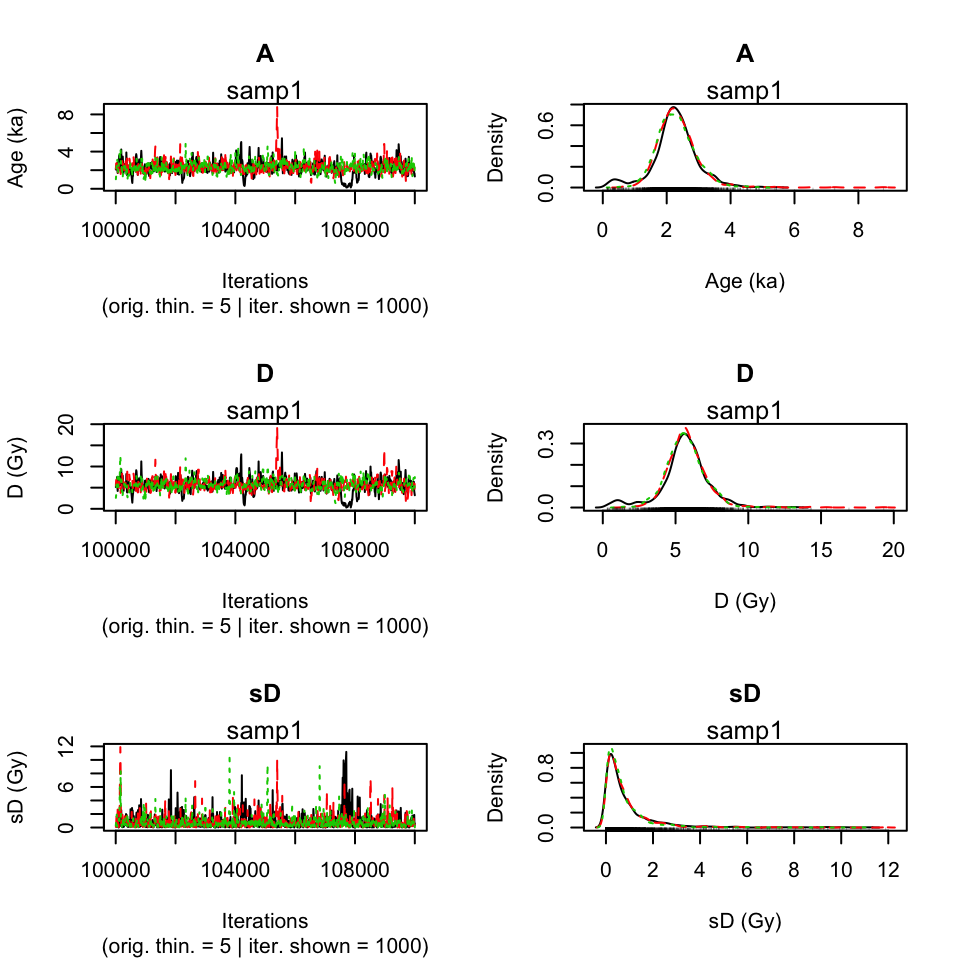 A
samp1
Age (ka)
8
4
0
100000 104000 108000
Iterations
(orig. thin. = 5 | iter. shown = 1000)
A
samp1
Density
0.6
0.0
0 2 4 6 8
Age (ka)
D
samp1
D (Gy)
20
10
0
100000 104000 108000
Iterations
(orig. thin. = 5 | iter. shown = 1000)
D
samp1
Density
0.3
0.0
0 5 10 15 20
D (Gy)
sD
samp1
sD (Gy)
12
6
0
100000 104000 108000
Iterations
(orig. thin. = 5 | iter. shown = 1000)
sD
samp1
Density
0.8
0.0
0 2 4 6 8 10 12
sD (Gy)